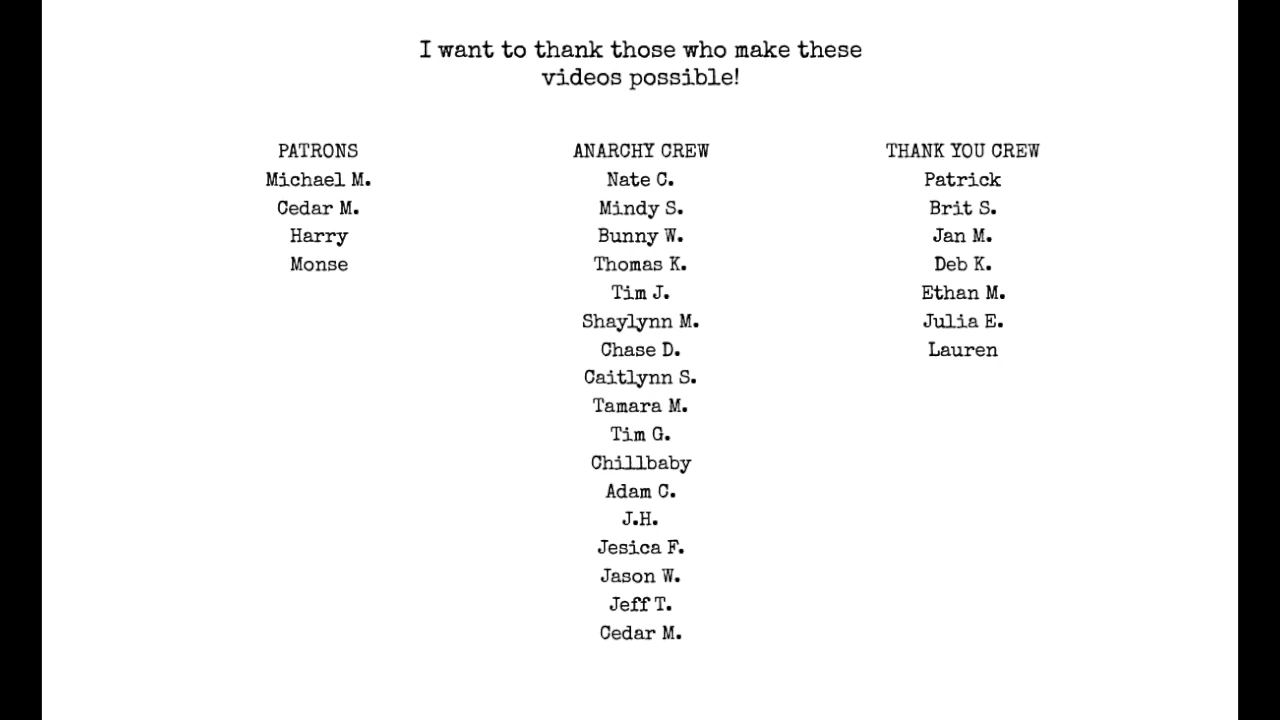 I want to thank those who make these
videos possible!
PATRONS
Michael M.
Cedar M.
Harry
Monse
ANARCHY CREW
Nate C.
Mindy S.
Bunny W.
Thomas K.
Tim J.
Shaylynn M.
Chase D.
Caitlynn S.
Tamara M.
Tim G.
Chillbaby
Adam C.
J.H.
Jesica F.
Jason W.
Jeff T.
Cedar M.
THANK YOU CREW
Patrick
Brit S.
Jan M.
Deb K.
Ethan M.
Julia E.
Lauren